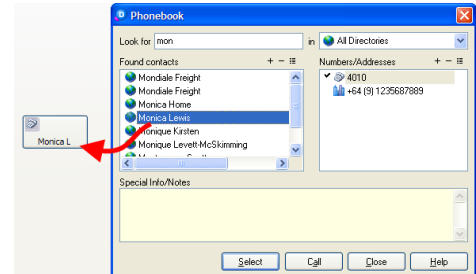 Phonebook
Look for mon in All Directories
Found contacts
Numbers/Addresses
Mondiale Freight
Mondiale Freight
Monica Home
Monica Lewis
Monique Kirsten
Monique Levett-McSkimming
4010
+64 (9) 1235687889
Monica L
Special Info/Notes
Select
Call
Close
Help